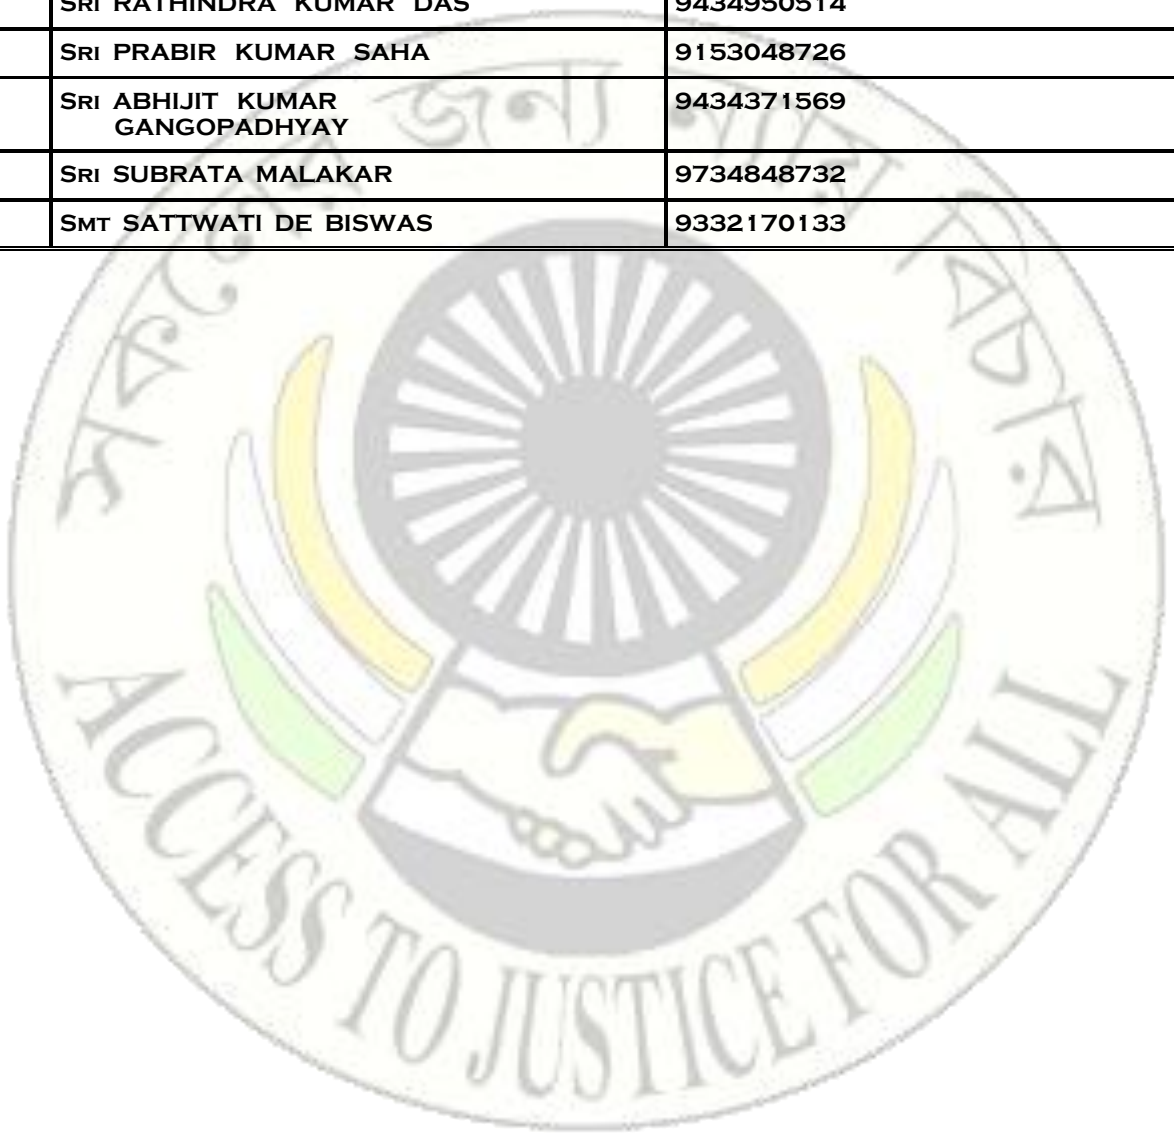 SRI RATHINDRA KUMAR DAS 9434950514
SRI PRABIR KUMAR SAHA 9153048726
SRI ABHIJIT KUMAR 9434371569
GANGOPADHYAY
SRI SUBRATA MALAKAR 9734848732
SMT SATTWATI DE BISWAS 9332170133
সকলের জন্য ন্যায় বিচার
ACCESS TO JUSTICE FOR ALL